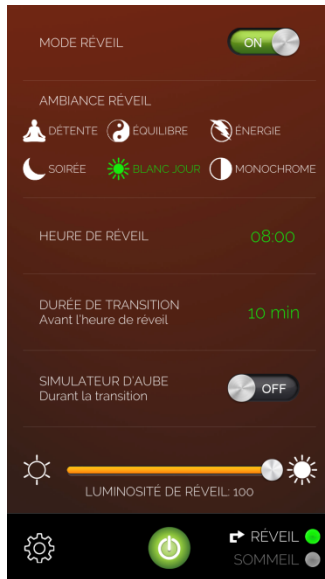 MODE RÉVEIL
ON
AMBIANCE RÉVEIL
DÉTENTE ÉQUILIBRE ÉNERGIE
SOIRÉE BLANC JOUR MONOCHROME
HEURE DE RÉVEIL 08:00
DURÉE DE TRANSITION
Avant l'heure de réveil
10 min
SIMULATEUR D'AUBE
Durant la transition
OFF
LUMINOSITÉ DE RÉVEIL: 100
RÉVEIL
SOMMEIL